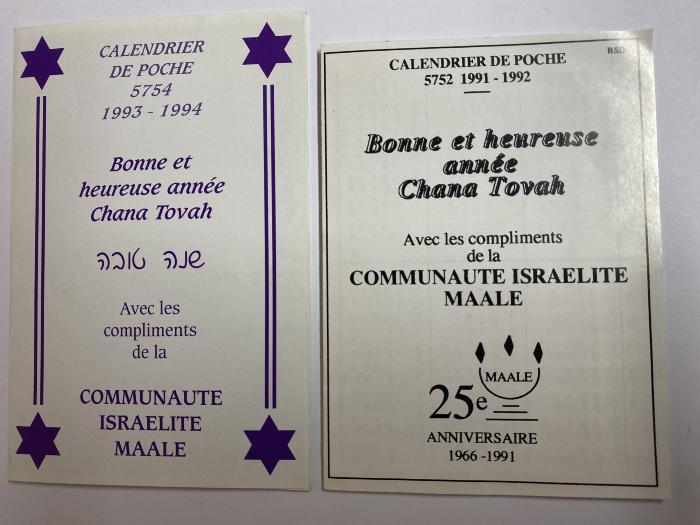 CALENDRIER
DE POCHE
5754
1993 - 1994
Bonne et
heureuse année
Chana Tovah
שנה טובה
Avec les
compliments
de la
COMMUNAUTE
ISRAELITE
MAALE
RSD
CALENDRIER DE POCHE
5752 1991 - 1992
Bonne et heureuse
année
Chana Tovah
Avec les compliments
de la
COMMUNAUTE ISRAELITE
MAALE
MAALE
25e
ANNIVERSAIRE
1966 -1991